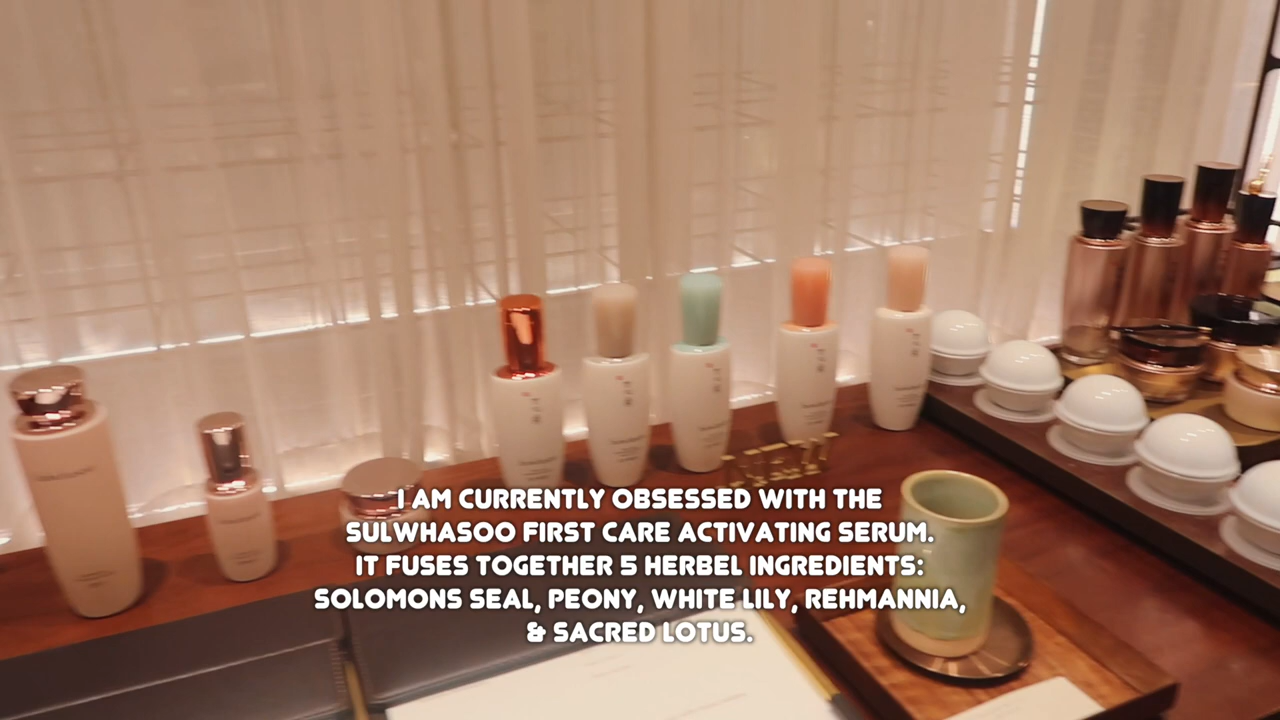 I AM CURRENTLY OBSESSED WITH THE
SULWHASOO FIRST CARE ACTIVATING SERUM.
IT FUSES TOGETHER 5 HERBEL INGREDIENTS:
SOLOMONS SEAL, PEONY, WHITE LILY, REHMANNIA,
& SACRED LOTUS.